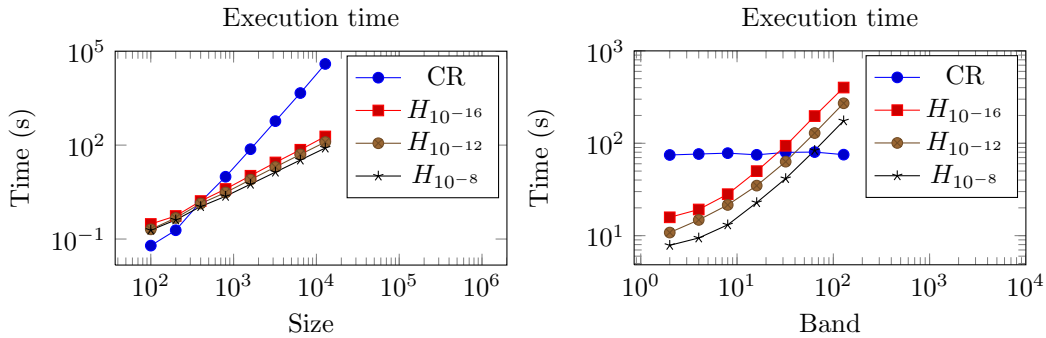 Execution time
10^5
10^2
10^−1
Time (s)
CR
H_{10−16}
H_{10−12}
H_{10−8}
10^2
10^3
10^4
10^5
10^6
Size
Execution time
10^3
10^2
10^1
Time (s)
CR
H_{10−16}
H_{10−12}
H_{10−8}
10^0
10^1
10^2
10^3
10^4
Band